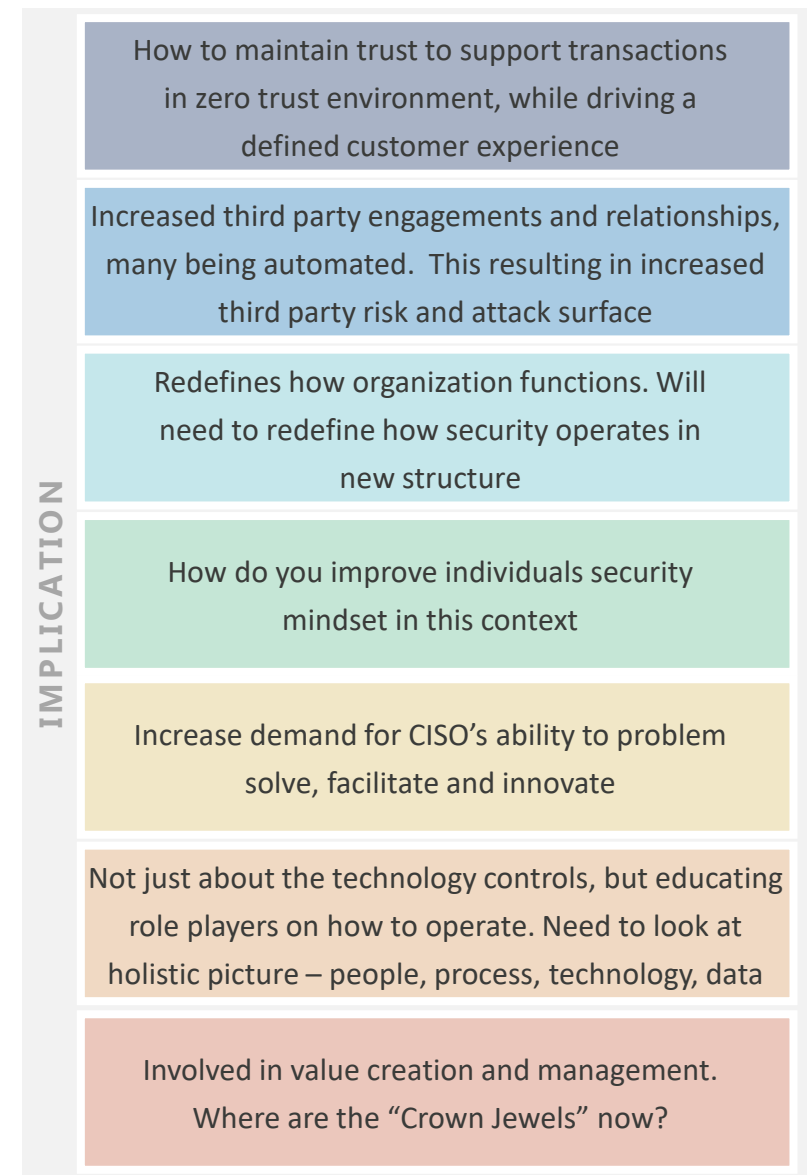 IMPLICATION
How to maintain trust to support transactions
in zero trust environment, while driving a
defined customer experience
Increased third party engagements and relationships,
many being automated.  This resulting in increased
third party risk and attack surface
Redefines how organization functions. Will
need to redefine how security operates in
new structure
How do you improve individuals security
mindset in this context
Increase demand for CISO’s ability to problem
solve, facilitate and innovate
Not just about the technology controls, but educating
role players on how to operate. Need to look at
holistic picture – people, process, technology, data
Involved in value creation and management.
Where are the “Crown Jewels” now?